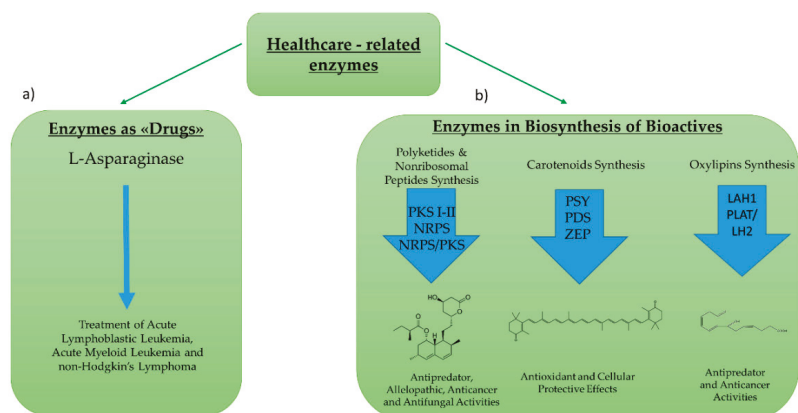 Healthcare - related
enzymes
a)
Enzymes as «Drugs»
L-Asparaginase
Treatment of Acute
Lymphoblastic Leukemia,
Acute Myeloid Leukemia and
non-Hodgkin's Lymphoma
b)
Enzymes in Biosynthesis of Bioactives
Polyketides &
Nonribosomal
Peptides Synthesis
PKS I-II
NRPS
NRPS/PKS
HO
O
O
O
O
H
Antipredator,
Allelopathic, Anticancer
and Antifungal Activities
Carotenoids Synthesis
PSY
PDS
ZEP
Antioxidant and Cellular
Protective Effects
Oxylipins Synthesis
LAH1
PLAT/
LH2
Antipredator
and Anticancer
Activities